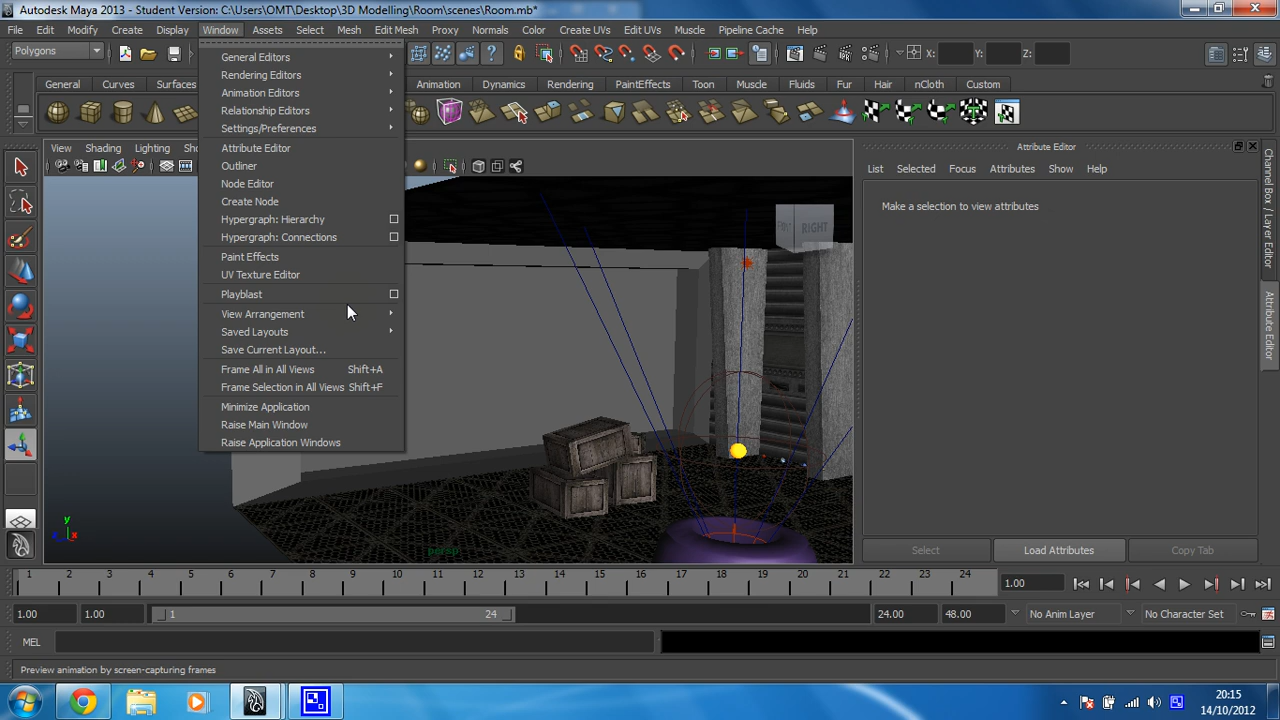 Autodesk Maya 2013 - Student Version: C:\Users\OMT\Desktop\3D Modelling\Room\scenes\Room.mb*
File Edit Modify Create Display Window Assets Select Mesh Edit Mesh Proxy Normals Color Create UVs Edit UVs Muscle Pipeline Cache Help
Polygons X: Y: Z:
General Curves Surfaces Animation Dynamics Rendering PaintEffects Toon Muscle Fluids Fur Hair nCloth Custom
General Editors
Rendering Editors
Animation Editors
Relationship Editors
Settings/Preferences
Attribute Editor
Outliner
Node Editor
Create Node
Hypergraph: Hierarchy
Hypergraph: Connections
Paint Effects
UV Texture Editor
Playblast
View Arrangement
Saved Layouts
Save Current Layout...
Frame All in All Views Shift+A
Frame Selection in All Views Shift+F
Minimize Application
Raise Main Window
Raise Application Windows
View Shading Lighting
RIGHT
persp
y
x
Attribute Editor
List Selected Focus Attributes Show Help
Make a selection to view attributes
Select Load Attributes Copy Tab
Channel Box / Layer Editor
Attribute Editor
1 2 3 4 5 6 7 8 9 10 11 12 13 14 15 16 17 18 19 20 21 22 23 24 1.00
1.00 1.00 1 24 24.00 48.00 No Anim Layer No Character Set
MEL
Preview animation by screen-capturing frames
20:15
14/10/2012